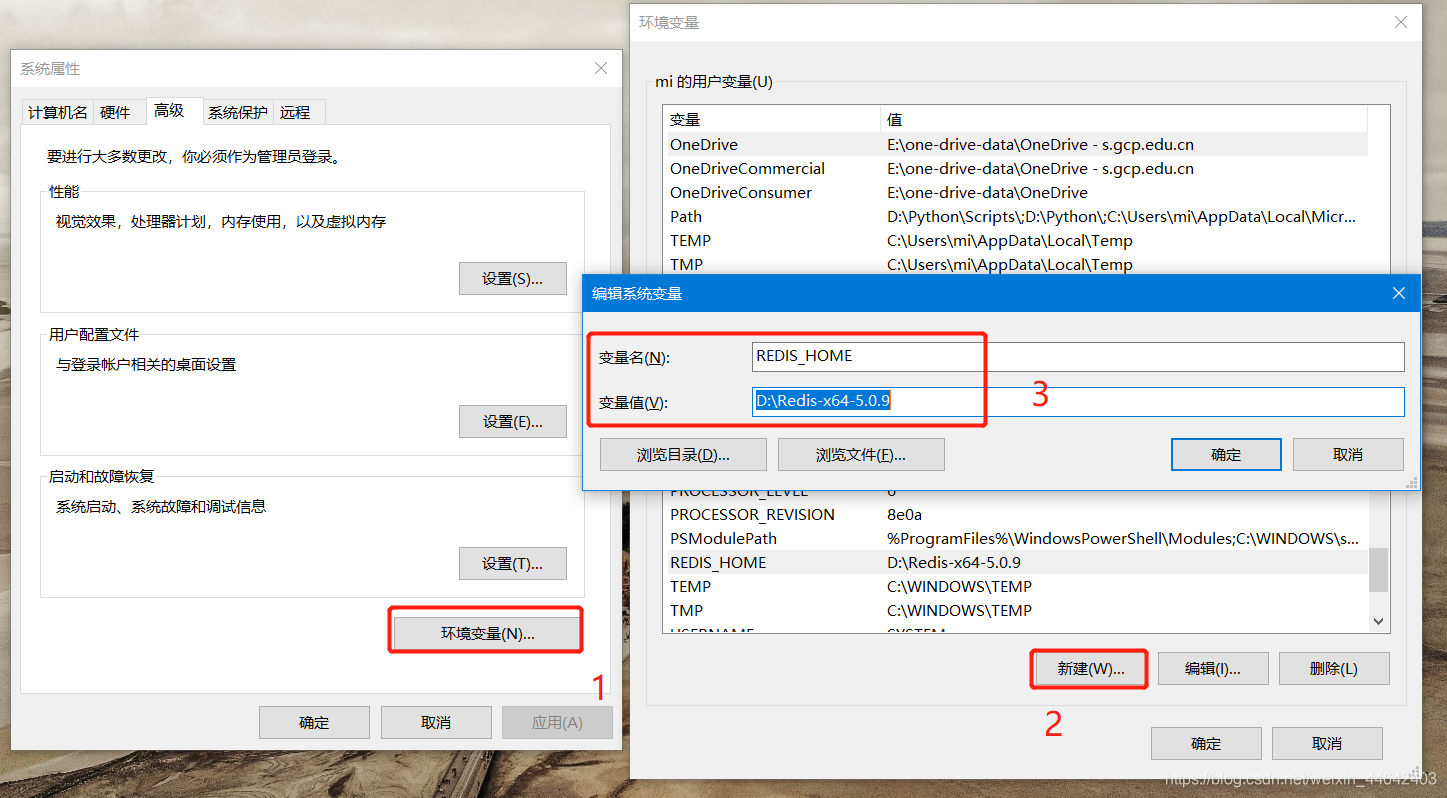 系统属性
计算机名 硬件 高级 系统保护 远程
要进行大多数更改，你必须作为管理员登录。
性能
视觉效果，处理器计划，内存使用，以及虚拟内存
设置(S)...
用户配置文件
与登录帐户相关的桌面设置
设置(E)...
启动和故障恢复
系统启动、系统故障和调试信息
设置(T)...
环境变量(N)...
1
确定 取消 应用(A)
环境变量
mi 的用户变量(U)
变量 值
OneDrive E:\one-drive-data\OneDrive - s.gcp.edu.cn
OneDriveCommercial E:\one-drive-data\OneDrive - s.gcp.edu.cn
OneDriveConsumer E:\one-drive-data\OneDrive
Path D:\Python\Scripts\;D:\Python\;C:\Users\mi\AppData\Local\Micr...
TEMP C:\Users\mi\AppData\Local\Temp
TMP C:\Users\mi\AppData\Local\Temp
编辑系统变量
变量名(N): REDIS_HOME
变量值(V): D:\Redis-x64-5.0.9
3
浏览目录(D)... 浏览文件(F)... 确定 取消
PROCESSOR_LEVEL 6
PROCESSOR_REVISION 8e0a
PSModulePath %ProgramFiles%\WindowsPowerShell\Modules;C:\WINDOWS\s...
REDIS_HOME D:\Redis-x64-5.0.9
TEMP C:\WINDOWS\TEMP
TMP C:\WINDOWS\TEMP
USERNAME SYSTEM
新建(W)... 编辑(I)... 删除(L)
2
确定 取消
https://blog.csdn.net/weixin_44642403